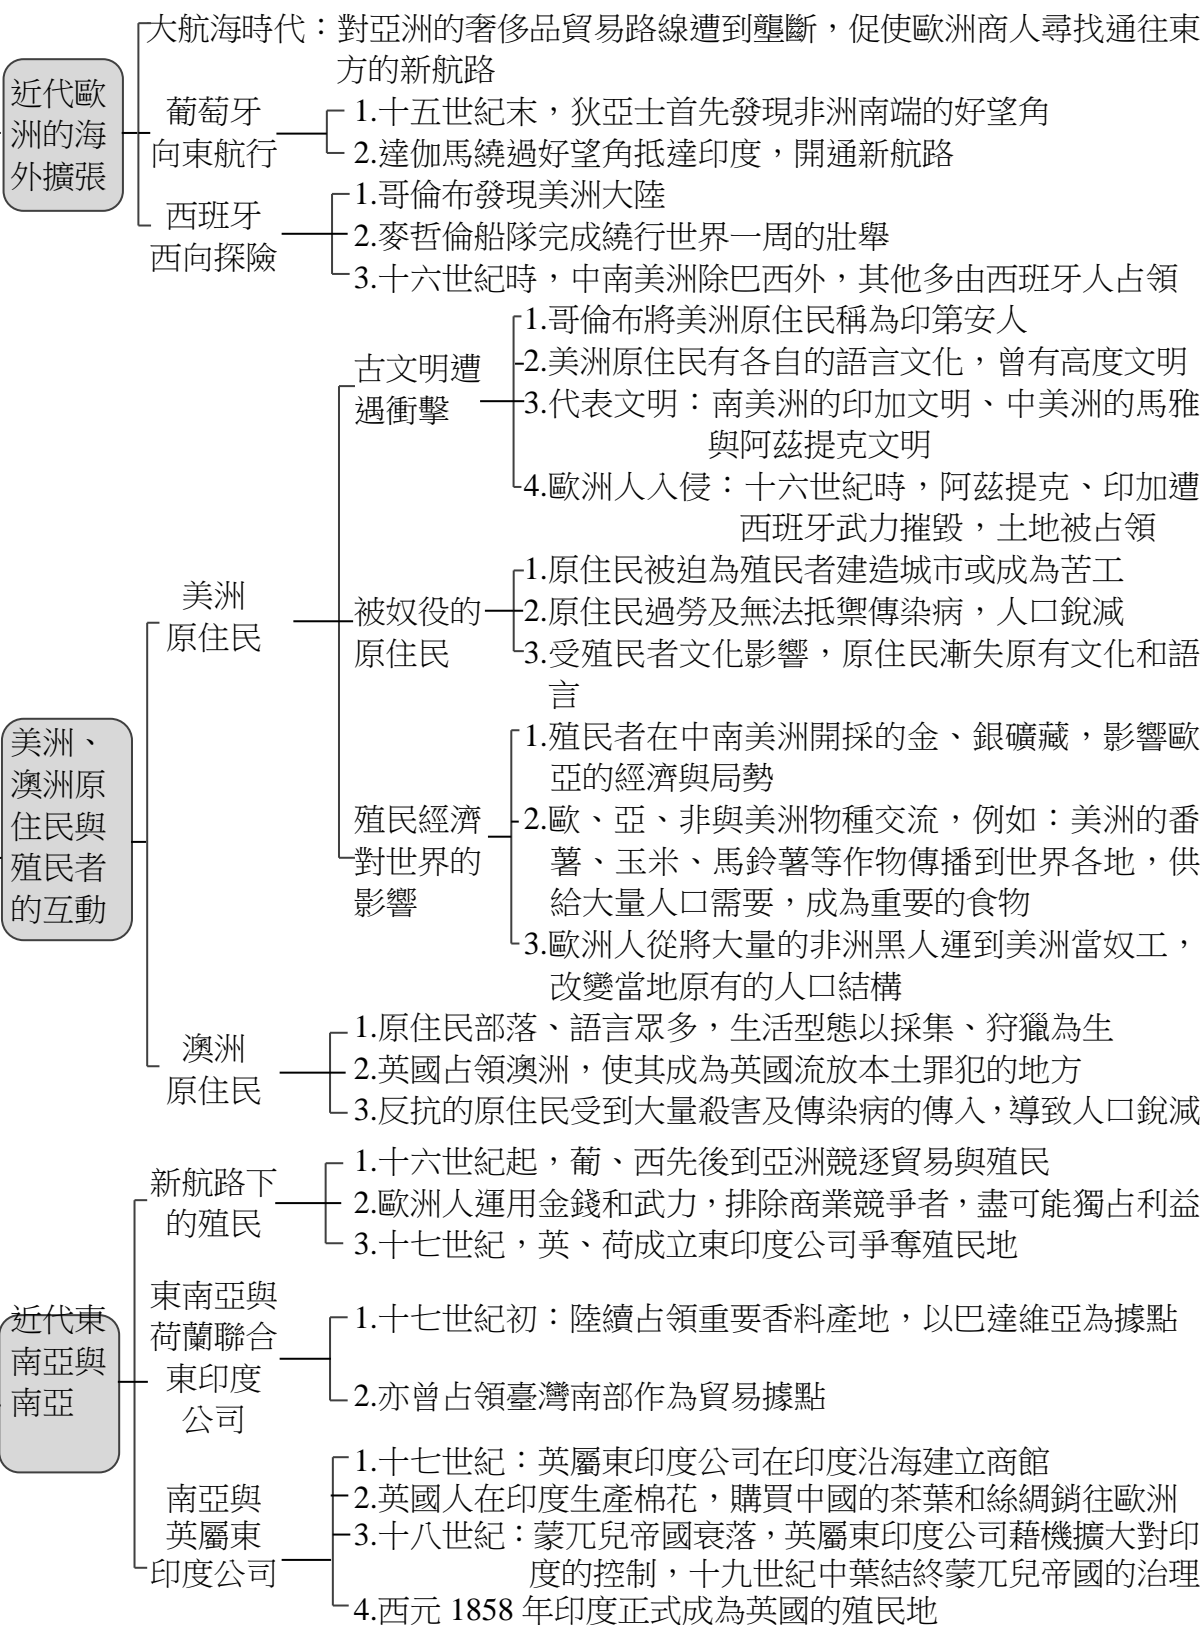 近代歐
洲的海
外擴張
大航海時代：對亞洲的奢侈品貿易路線遭到壟斷，促使歐洲商人尋找通往東
方的新航路
葡萄牙
向東航行
1.十五世紀末，狄亞士首先發現非洲南端的好望角
2.達伽馬繞過好望角抵達印度，開通新航路
西班牙
西向探險
1.哥倫布發現美洲大陸
2.麥哲倫船隊完成繞行世界一周的壯舉
3.十六世紀時，中南美洲除巴西外，其他多由西班牙人占領
美洲、
澳洲原
住民與
殖民者
的互動
美洲
原住民
古文明遭
遇衝擊
1.哥倫布將美洲原住民稱為印第安人
2.美洲原住民有各自的語言文化，曾有高度文明
3.代表文明：南美洲的印加文明、中美洲的馬雅
與阿茲提克文明
4.歐洲人入侵：十六世紀時，阿茲提克、印加遭
西班牙武力摧毀，土地被占領
被奴役的
原住民
1.原住民被迫為殖民者建造城市或成為苦工
2.原住民過勞及無法抵禦傳染病，人口銳減
3.受殖民者文化影響，原住民漸失原有文化和語
言
殖民經濟
對世界的
影響
1.殖民者在中南美洲開採的金、銀礦藏，影響歐
亞的經濟與局勢
2.歐、亞、非與美洲物種交流，例如：美洲的番
薯、玉米、馬鈴薯等作物傳播到世界各地，供
給大量人口需要，成為重要的食物
3.歐洲人從將大量的非洲黑人運到美洲當奴工，
改變當地原有的人口結構
澳洲
原住民
1.原住民部落、語言眾多，生活型態以採集、狩獵為生
2.英國占領澳洲，使其成為英國流放本土罪犯的地方
3.反抗的原住民受到大量殺害及傳染病的傳入，導致人口銳減
近代東
南亞與
南亞
新航路下
的殖民
1.十六世紀起，葡、西先後到亞洲競逐貿易與殖民
2.歐洲人運用金錢和武力，排除商業競爭者，盡可能獨占利益
3.十七世紀，英、荷成立東印度公司爭奪殖民地
東南亞與
荷蘭聯合
東印度
公司
1.十七世紀初：陸續占領重要香料產地，以巴達維亞為據點
2.亦曾占領臺灣南部作為貿易據點
南亞與
英屬東
印度公司
1.十七世紀：英屬東印度公司在印度沿海建立商館
2.英國人在印度生產棉花，購買中國的茶葉和絲綢銷往歐洲
3.十八世紀：蒙兀兒帝國衰落，英屬東印度公司藉機擴大對印
度的控制，十九世紀中葉結終蒙兀兒帝國的治理
4.西元 1858 年印度正式成為英國的殖民地